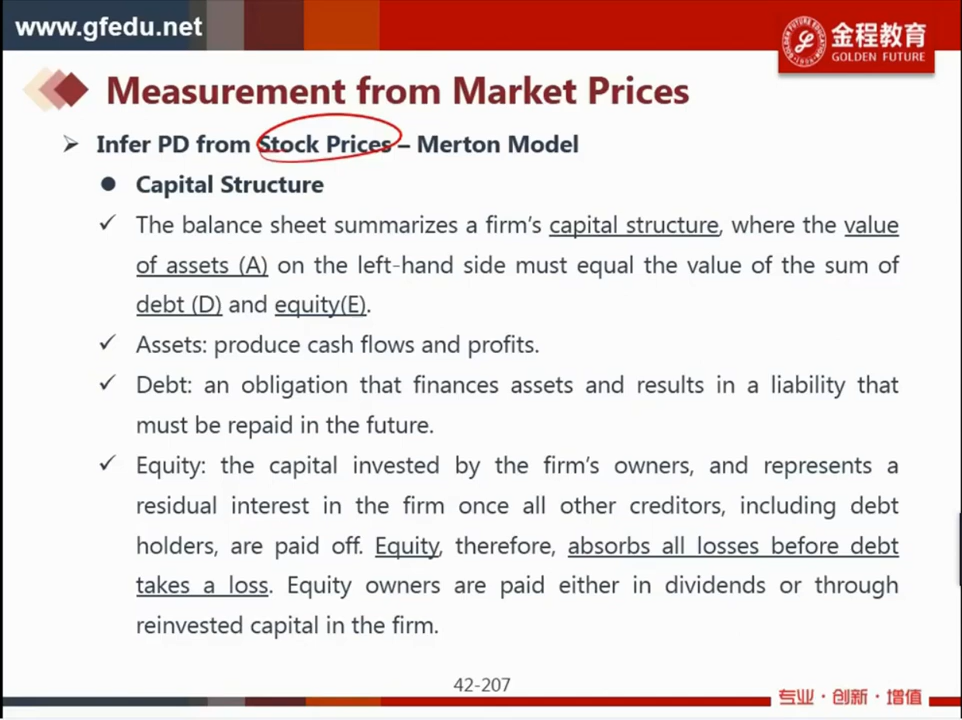 www.gfedu.net
金程教育
GOLDEN FUTURE
Measurement from Market Prices
Infer PD from Stock Prices – Merton Model
Capital Structure
The balance sheet summarizes a firm's capital structure, where the value
of assets (A) on the left-hand side must equal the value of the sum of
debt (D) and equity(E).
Assets: produce cash flows and profits.
Debt: an obligation that finances assets and results in a liability that
must be repaid in the future.
Equity: the capital invested by the firm's owners, and represents a
residual interest in the firm once all other creditors, including debt
holders, are paid off. Equity, therefore, absorbs all losses before debt
takes a loss. Equity owners are paid either in dividends or through
reinvested capital in the firm.
42-207
专业·创新·增值